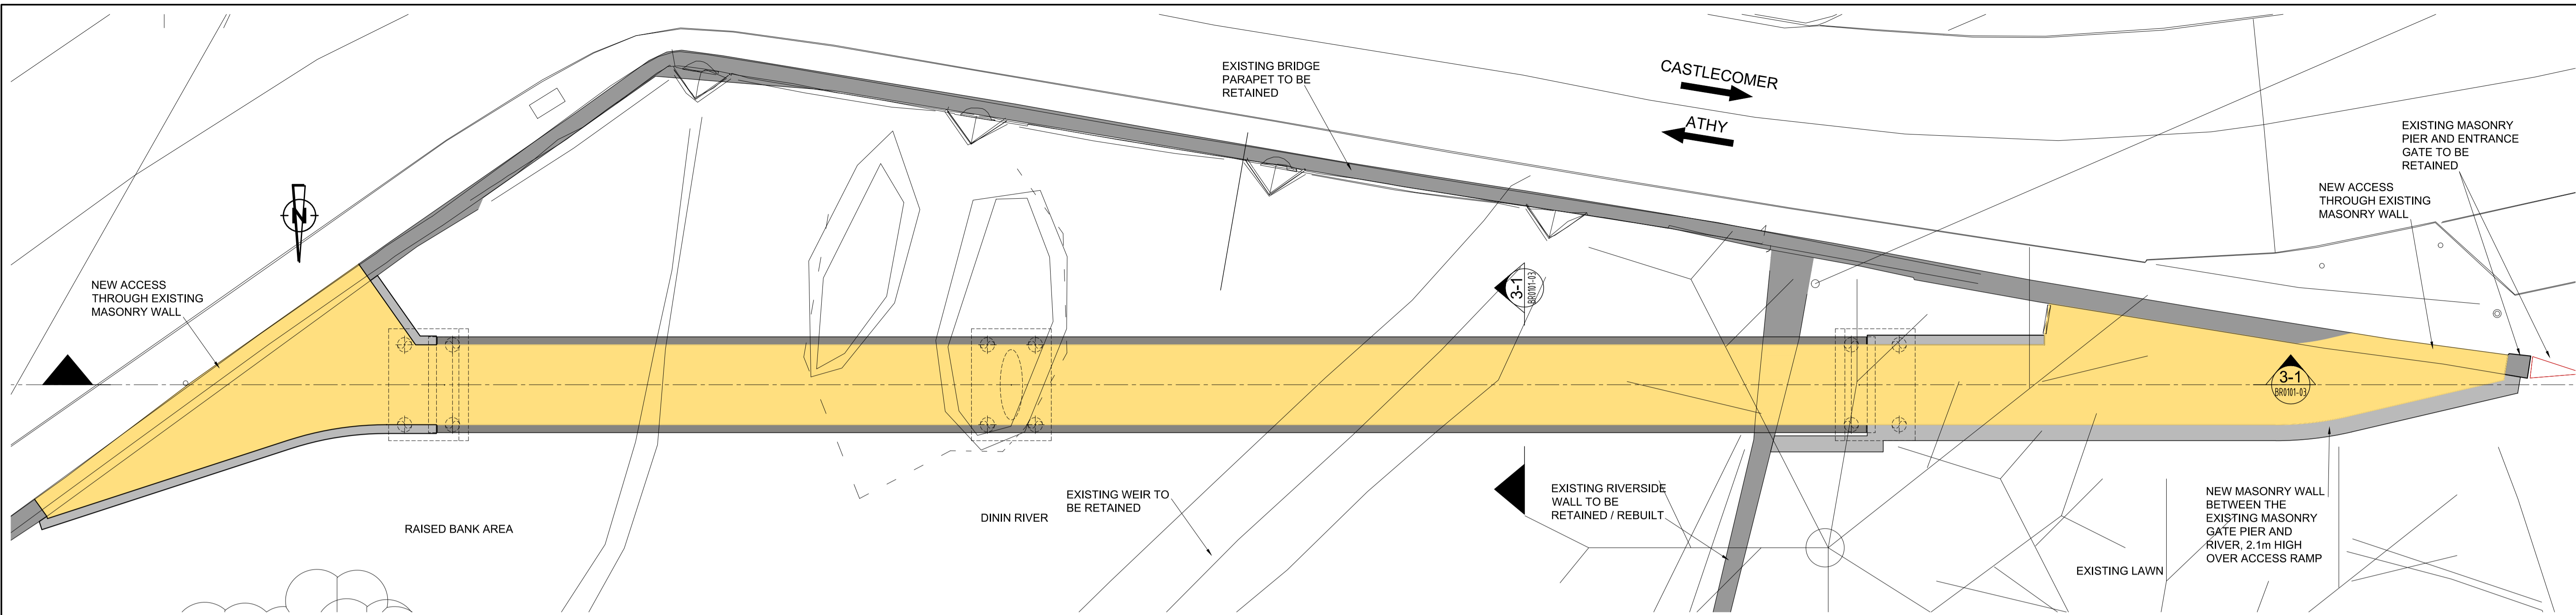 EXISTING BRIDGE
PARAPET TO BE
RETAINED
CASTLECOMER
ATHY
EXISTING MASONRY
PIER AND ENTRANCE
GATE TO BE
RETAINED
NEW ACCESS
THROUGH EXISTING
MASONRY WALL
N
NEW ACCESS
THROUGH EXISTING
MASONRY WALL
3-1
BR0101-03
3-1
BR0101-03
EXISTING WEIR TO
BE RETAINED
DININ RIVER
RAISED BANK AREA
EXISTING RIVERSIDE
WALL TO BE
RETAINED / REBUILT
NEW MASONRY WALL
BETWEEN THE
EXISTING MASONRY
GATE PIER AND
RIVER, 2.1m HIGH
OVER ACCESS RAMP
EXISTING LAWN